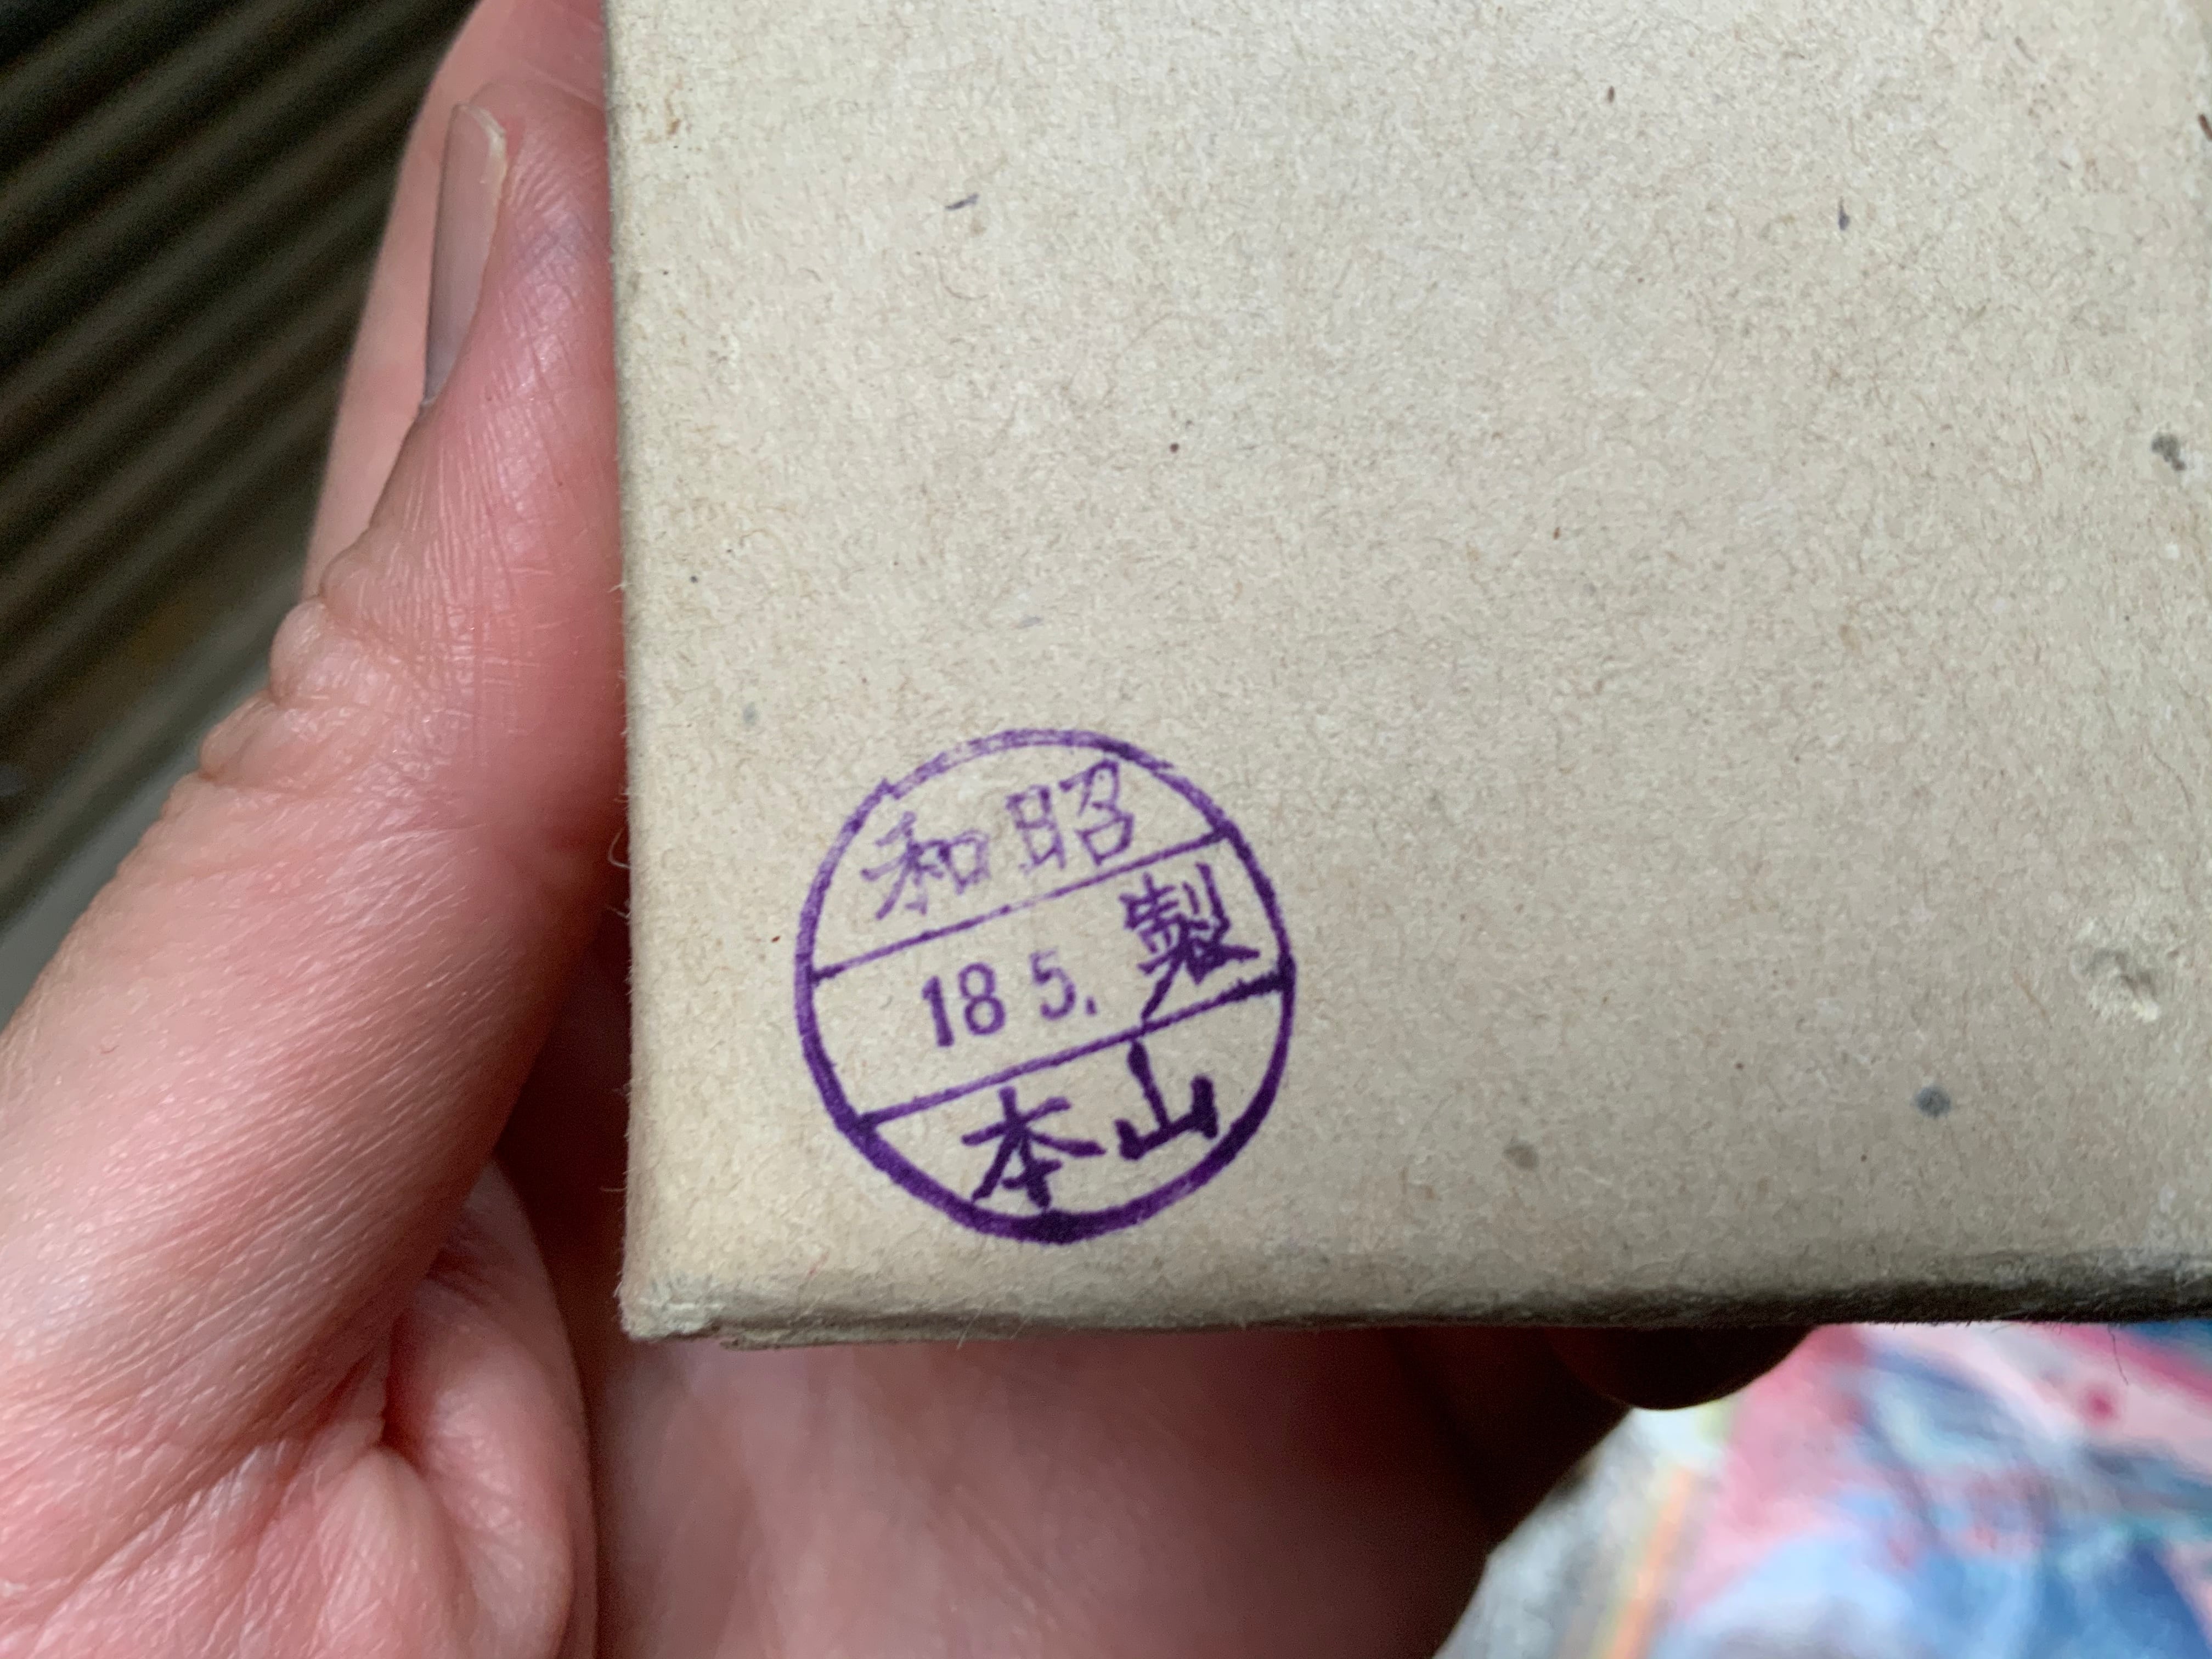 昭和
18 5. 製
山本